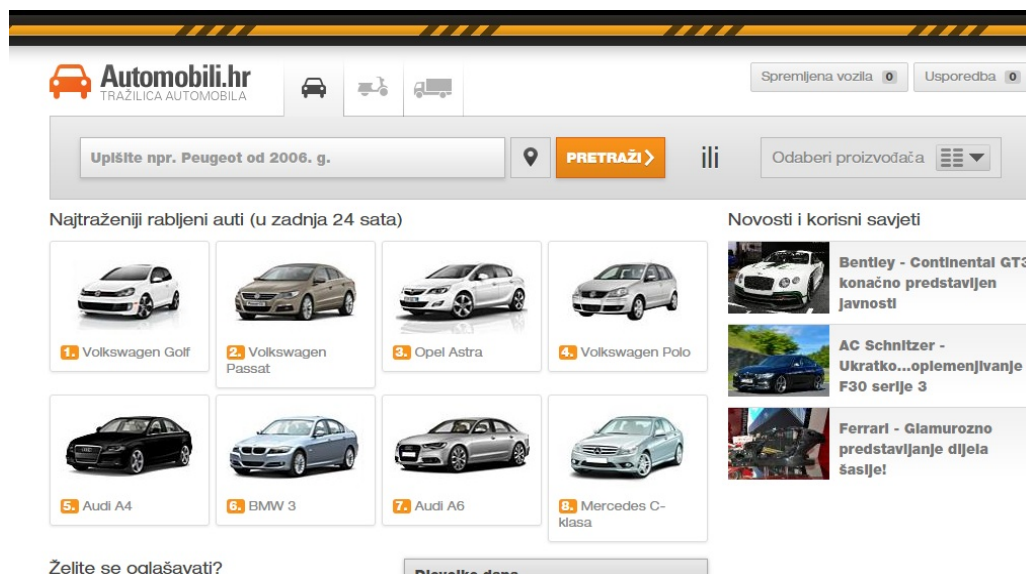 Automobili.hr
TRAŽILICA AUTOMOBILA
Spremljena vozila 0
Usporedba 0
Upišite npr. Peugeot od 2006. g.
PRETRAŽI
ili
Odaberi proizvođača
Najtraženiji rabljeni auti (u zadnja 24 sata)
1. Volkswagen Golf
2. Volkswagen
Passat
3. Opel Astra
4. Volkswagen Polo
5. Audi A4
6. BMW 3
7. Audi A6
8. Mercedes C-
klasa
Novosti i korisni savjeti
Bentley - Continental GT3
konačno predstavljen
javnosti
AC Schnitzer -
Ukratko...oplemenjivanje
F30 serije 3
Ferrari - Glamurozno
predstavljanje dijela
šasije!
Želite se oglašavati?